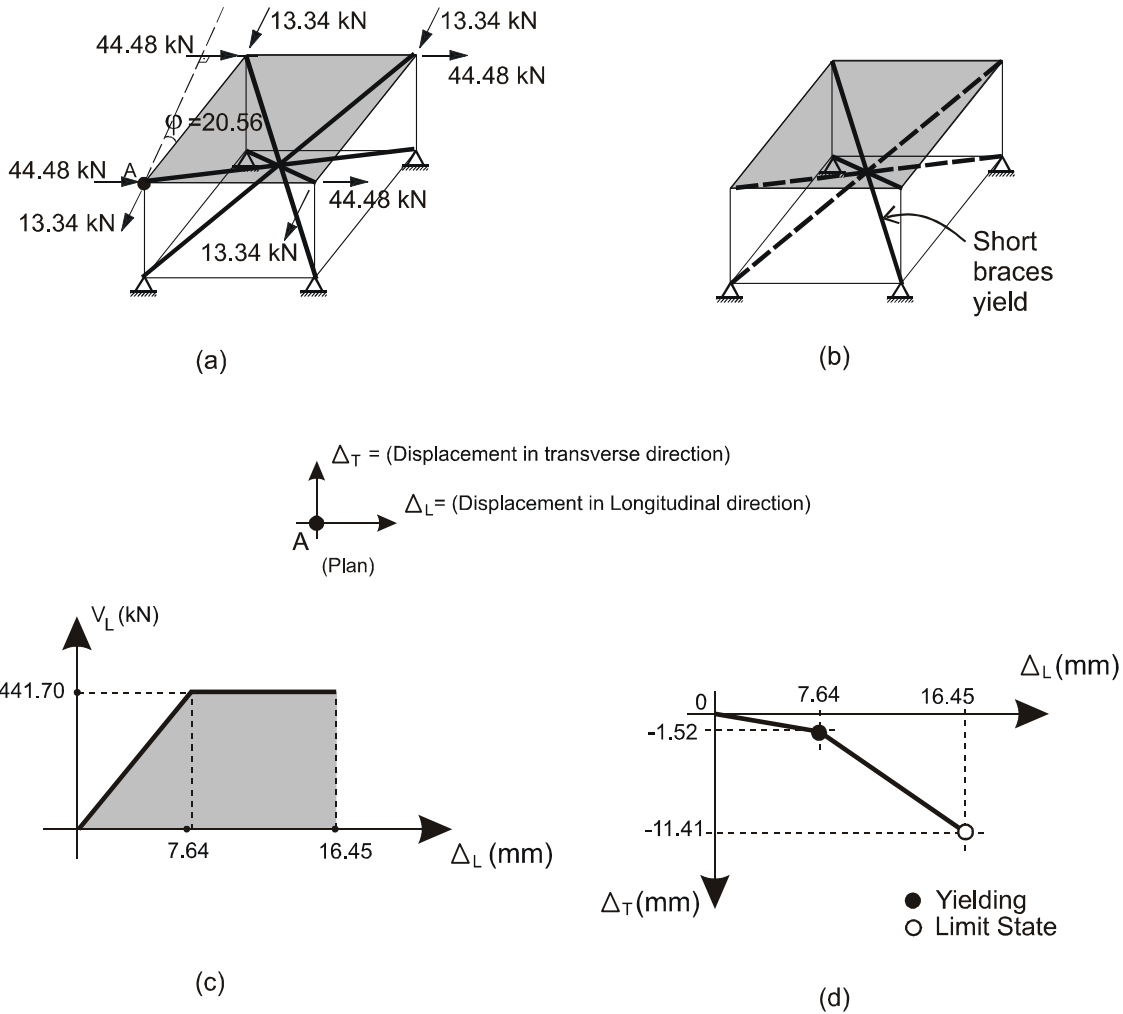 13.34 kN
13.34 kN
44.48 kN
44.48 kN
φ =20.56
A
44.48 kN
44.48 kN
13.34 kN
13.34 kN
Short
braces
yield
(a)
(b)
Δ_T = (Displacement in transverse direction)
Δ_L= (Displacement in Longitudinal direction)
A
(Plan)
V_L (kN)
441.70
7.64
16.45
Δ_L (mm)
(c)
Δ_L (mm)
0
7.64
16.45
-1.52
-11.41
Δ_T (mm)
Yielding
Limit State
(d)